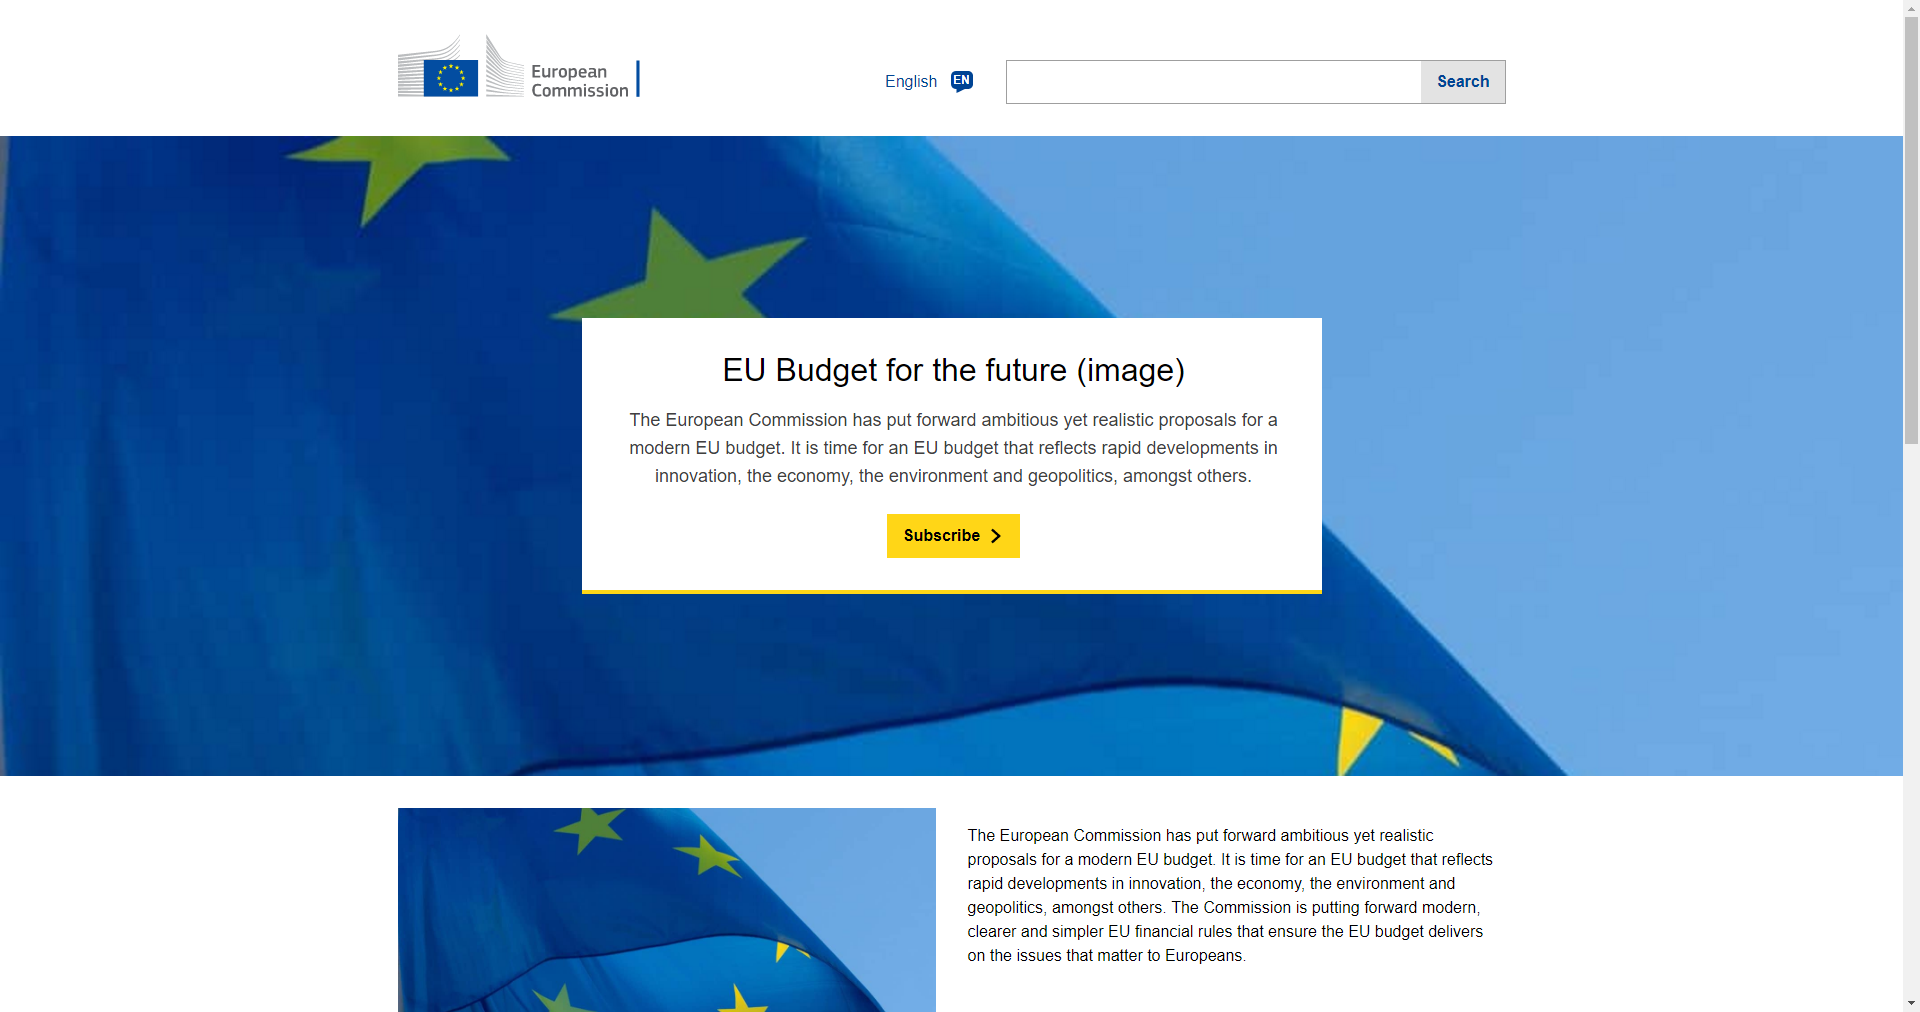 European
Commission
English
EN
Search
EU Budget for the future (image)
The European Commission has put forward ambitious yet realistic proposals for a
modern EU budget. It is time for an EU budget that reflects rapid developments in
innovation, the economy, the environment and geopolitics, amongst others.
Subscribe
The European Commission has put forward ambitious yet realistic
proposals for a modern EU budget. It is time for an EU budget that reflects
rapid developments in innovation, the economy, the environment and
geopolitics, amongst others. The Commission is putting forward modern,
clearer and simpler EU financial rules that ensure the EU budget delivers
on the issues that matter to Europeans.